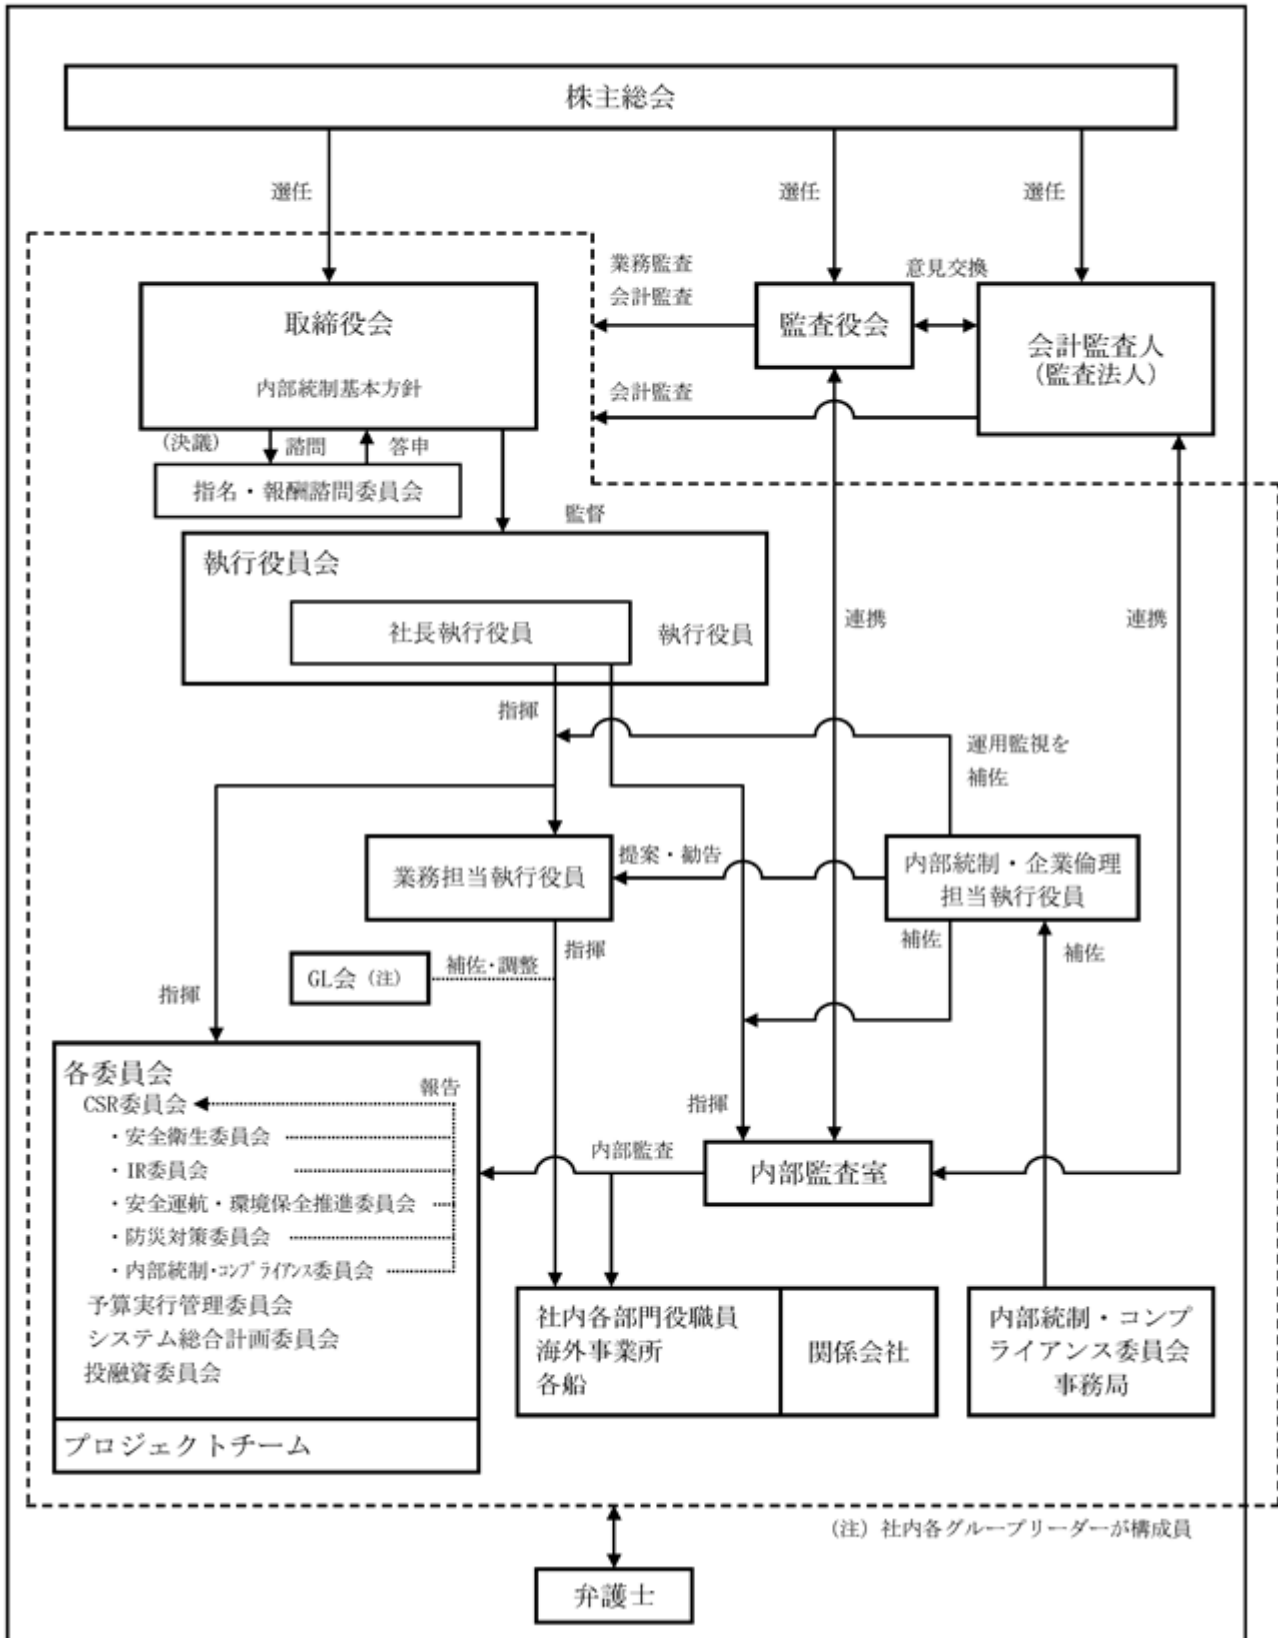 株主総会
選任
選任
選任
業務監査
会計監査
意見交換
取締役会
内部統制基本方針
監査役会
会計監査人
(監査法人)
会計監査
(決議)
諮問
答申
指名・報酬諮問委員会
監督
執行役員会
社長執行役員
執行役員
連携
連携
指揮
運用監視を
補佐
業務担当執行役員
提案・勧告
内部統制・企業倫理
担当執行役員
指揮
補佐
補佐
GL会（注）
補佐・調整
指揮
各委員会
報告
CSR委員会
・安全衛生委員会
・IR委員会
・安全運航・環境保全推進委員会
・防災対策委員会
・内部統制・ｺﾝﾌﾟﾗｲｱﾝｽ委員会
予算実行管理委員会
システム総合計画委員会
投融資委員会
プロジェクトチーム
指揮
内部監査
内部監査室
社内各部門役職員
海外事業所
各船
関係会社
内部統制・コンプ
ライアンス委員会
事務局
（注）社内各グループリーダーが構成員
弁護士